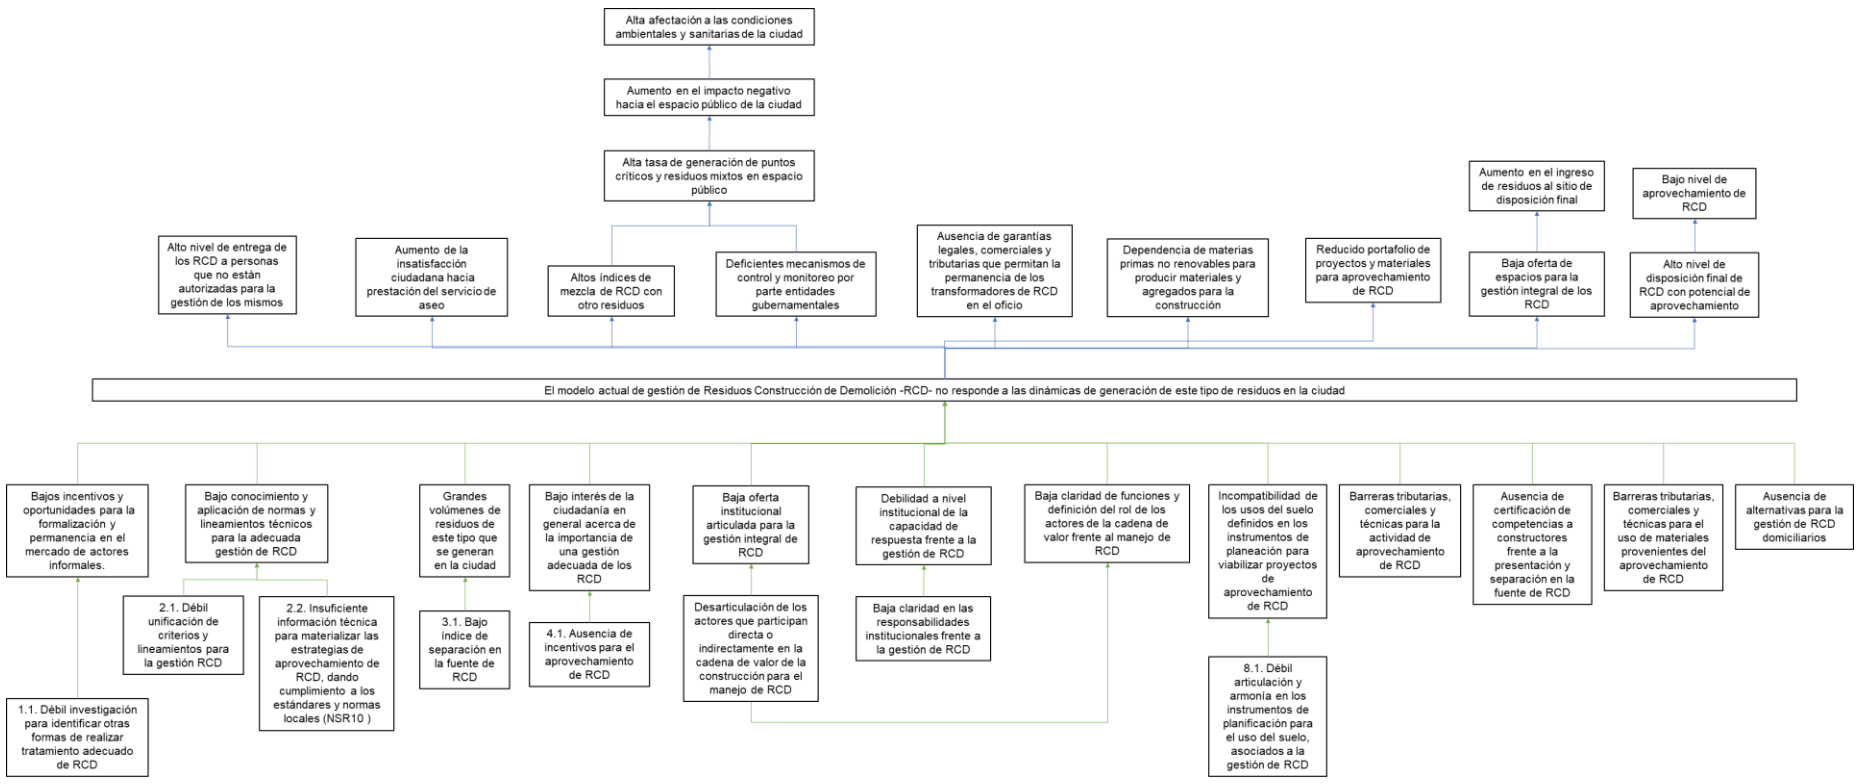 Alta afectación a las condiciones
ambientales y sanitarias de la ciudad
Aumento en el impacto negativo
hacia el espacio público de la ciudad
Alta tasa de generación de puntos
críticos y residuos mixtos en espacio
público
Aumento en el ingreso
de residuos al sitio de
disposición final
Bajo nivel de
aprovechamiento de
RCD
Alto nivel de entrega de
los RCD a personas
que no están
autorizadas para la
gestión de los mismos
Aumento de la
insatisfacción
ciudadana hacia
prestación del servicio de
aseo
Altos índices de
mezcla de RCD con
otro residuos
Deficientes mecanismos de
control y monitoreo por
parte entidades
gubernamentales
Ausencia de garantías
legales, comerciales y
tributarias que permitan la
permanencia de los
transformadores de RCD
en el oficio
Dependencia de materias
primas no renovables para
producir materiales y
agregados para la
construcción
Reducido portafolio de
proyectos y materiales
para aprovechamiento
de RCD
Baja oferta de
espacios para la
gestión integral de los
RCD
Alto nivel de
disposición final de
RCD con potencial de
aprovechamiento
El modelo actual de gestión de Residuos Construcción de Demolición -RCD- no responde a las dinámicas de generación de este tipo de residuos en la ciudad
Bajos incentivos y
oportunidades para la
formalización y
permanencia en el
mercado de actores
informales.
Bajo conocimiento y
aplicación de normas y
lineamientos técnicos
para la adecuada
gestión de RCD
Grandes
volúmenes de
residuos de
este tipo que
se generan
en la ciudad
Bajo interés de la
ciudadanía en
general acerca de
la importancia de
una gestión
adecuada de los
RCD
Baja oferta
institucional
articulada para la
gestión integral de
RCD
Debilidad a nivel
institucional de la
capacidad de
respuesta frente a
la gestión de RCD
Baja claridad de funciones y
definición del rol de los
actores de la cadena de
valor frente al manejo de
RCD
Incompatibilidad de
los usos del suelo
definidos en los
instrumentos de
planeación para
viabilizar proyectos
de
aprovechamiento
de RCD
Barreras tributarias,
comerciales y
técnicas para la
actividad de
aprovechamiento
de RCD
Ausencia de
certificación de
competencias a
constructores
frente a la
presentación y
separación en la
fuente de RCD
Barreras tributarias,
comerciales y
técnicas para el
uso de materiales
provenientes del
aprovechamiento
de RCD
Ausencia de
alternativas para la
gestión de RCD
domiciliarios
2.1. Débil
unificación de
criterios y
lineamientos para
la gestión RCD
2.2. Insuficiente
información técnica
para materializar las
estrategias de
aprovechamiento de
RCD, dando
cumplimiento a los
estándares y normas
locales (NSR10 )
3.1. Bajo
índice de
separación en
la fuente de
RCD
4.1. Ausencia de
incentivos para el
aprovechamiento
de RCD
Desarticulación de los
actores que participan
directa o
indirectamente en la
cadena de valor de la
construcción para el
manejo de RCD
Baja claridad en las
responsabilidades
institucionales frente a
la gestión de RCD
8.1. Débil
articulación y
armonía en los
instrumentos de
planificación para
el uso del suelo,
asociados a la
gestión de RCD
1.1. Débil investigación
para identificar otras
formas de realizar
tratamiento adecuado
de RCD